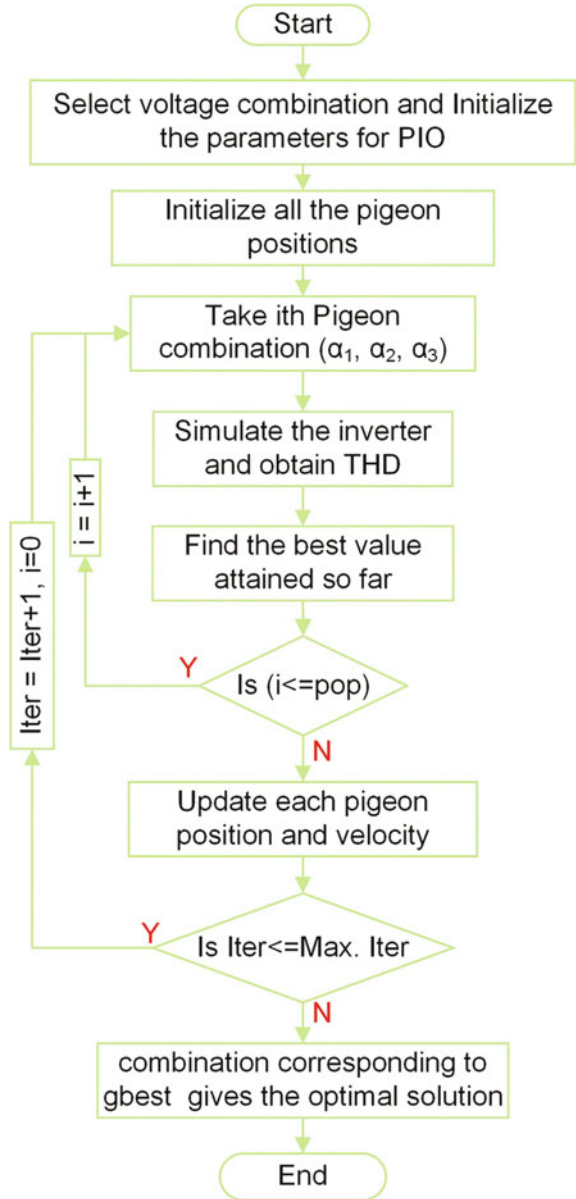 Start
Select voltage combination and Initialize
the parameters for PIO
Initialize all the pigeon
positions
Take ith Pigeon
combination (α₁, α₂, α₃)
Simulate the inverter
and obtain THD
i = i+1
Iter = Iter+1, i=0
Find the best value
attained so far
Y
Is (i<=pop)
N
Update each pigeon
position and velocity
Y
Is Iter<=Max. Iter
N
combination corresponding to
gbest gives the optimal solution
End